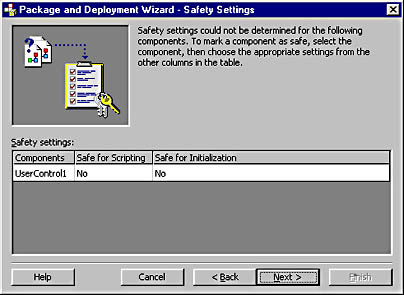 Package and Deployment Wizard - Safety Settings
Safety settings could not be determined for the following
components. To mark a component as safe, select the
component, then choose the appropriate settings from the
other columns in the table.
Safety settings:
Components Safe for Scripting Safe for Initialization
UserControl1 No No
Help Cancel < Back Next > Finish